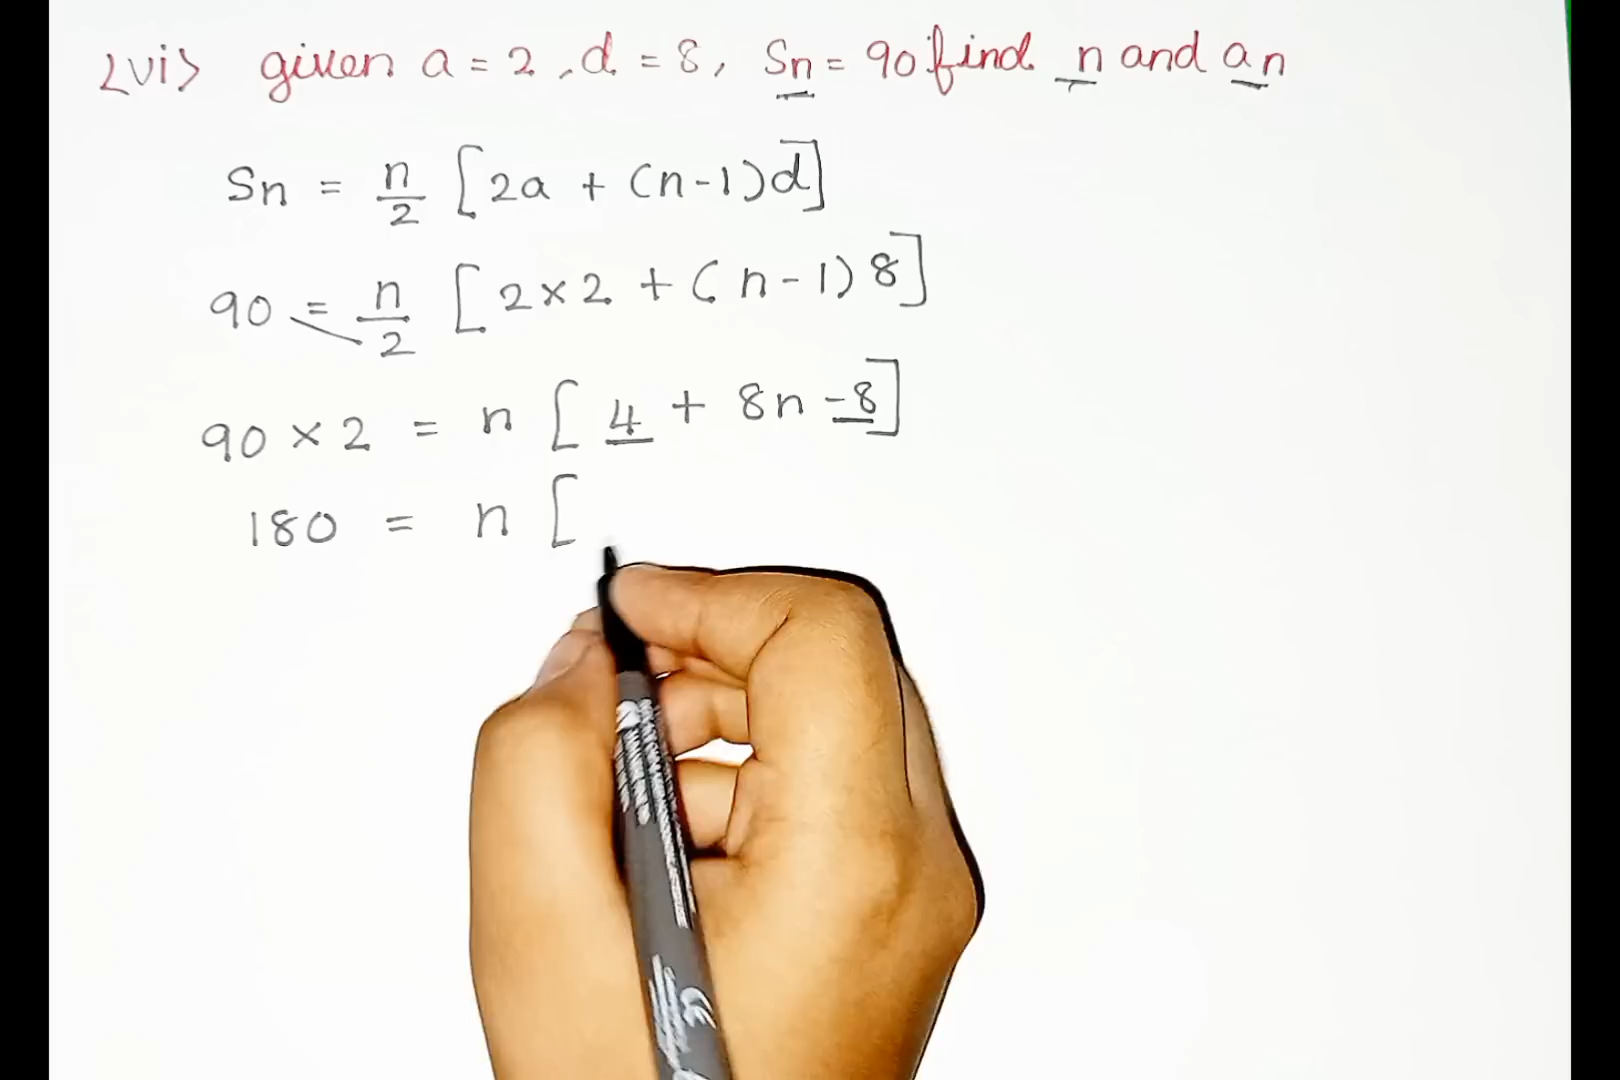 <vi> given a = 2, d = 8, Sn = 90 find n and an
Sn = n/2 [2a + (n-1)d]
90 = n/2 [2×2 + (n-1)8]
90 × 2 = n [4 + 8n -8]
180 = n [